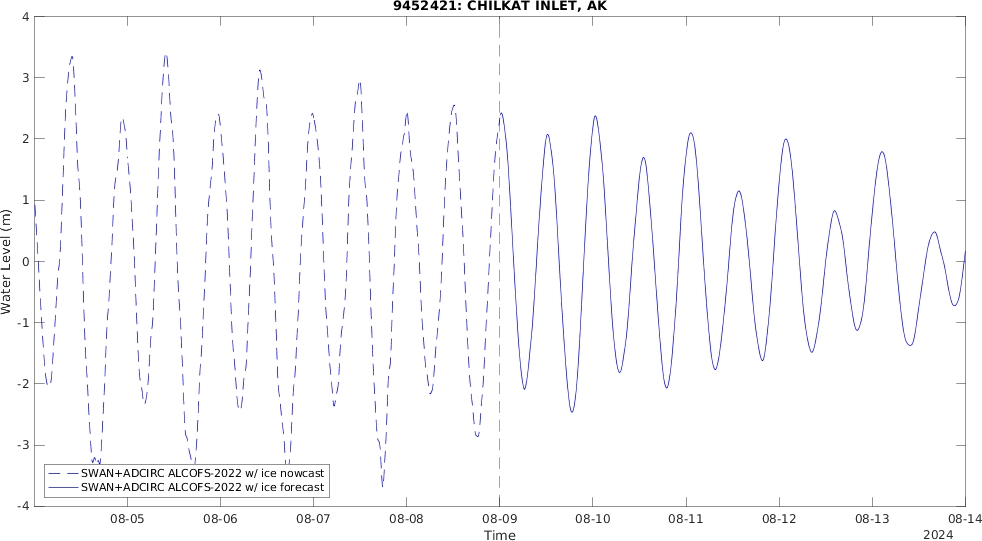 9452421: CHILKAT INLET, AK
4
3
2
1
0
-1
-2
-3
-4
Water Level (m)
SWAN+ADCIRC ALCOFS-2022 w/ ice nowcast
SWAN+ADCIRC ALCOFS-2022 w/ ice forecast
08-05 08-06 08-07 08-08 08-09 08-10 08-11 08-12 08-13 08-14
Time
2024